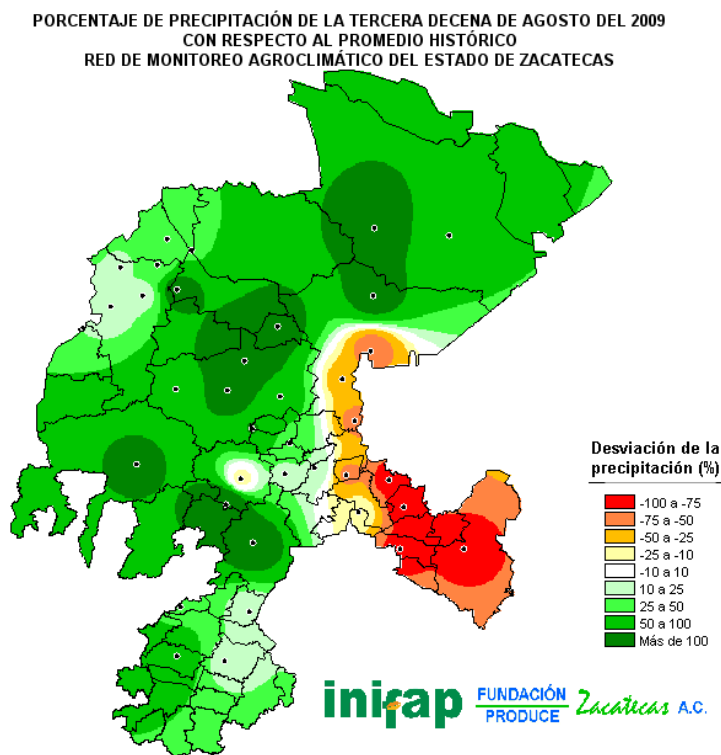 PORCENTAJE DE PRECIPITACIÓN DE LA TERCERA DECENA DE AGOSTO DEL 2009
CON RESPECTO AL PROMEDIO HISTÓRICO
RED DE MONITOREO AGROCLIMÁTICO DEL ESTADO DE ZACATECAS
Desviación de la
precipitación (%)
-100 a -75
-75 a -50
-50 a -25
-25 a -10
-10 a 10
10 a 25
25 a 50
50 a 100
Más de 100
inifap
FUNDACIÓN
PRODUCE
Zacatecas A.C.